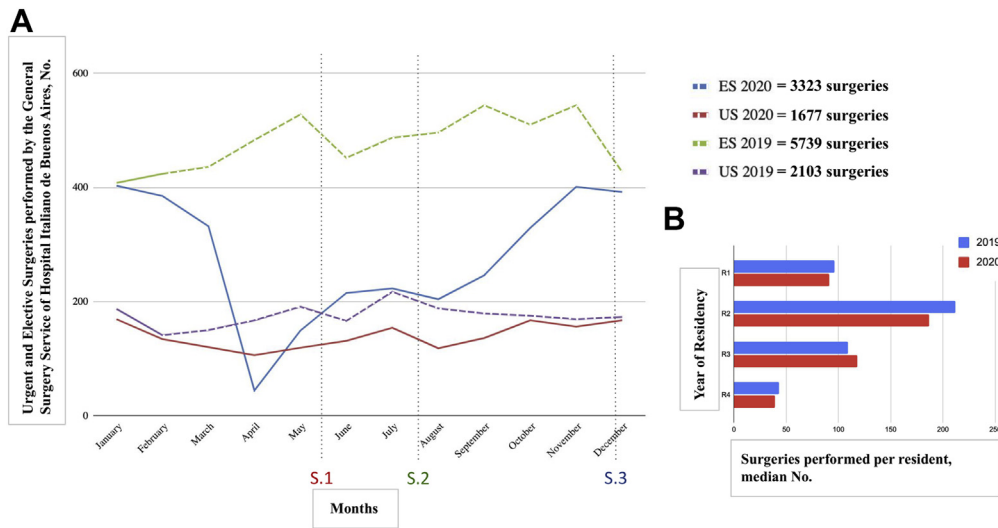 A
Urgent and Elective Surgeries performed by the General
Surgery Service of Hospital Italiano de Buenos Aires, No.
600
400
200
0
January
February
March
April
May
June
July
August
September
October
November
December
S.1
S.2
S.3
Months
ES 2020 = 3323 surgeries
US 2020 = 1677 surgeries
ES 2019 = 5739 surgeries
US 2019 = 2103 surgeries
B
2019
2020
Year of Residency
R1
R2
R3
R4
0
50
100
150
200
250
Surgeries performed per resident,
median No.